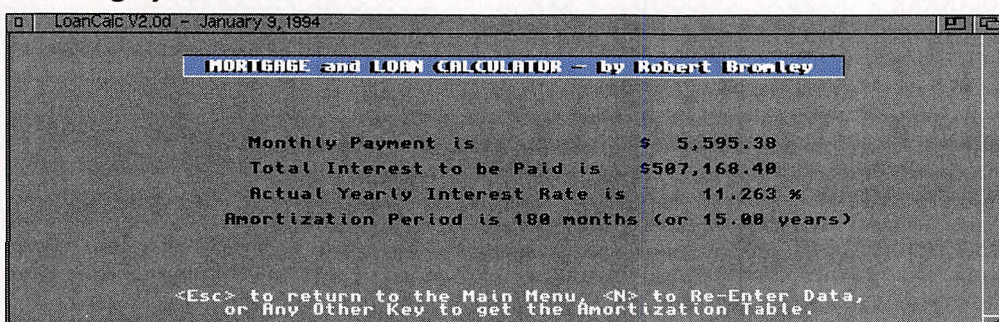 LoanCalc V2.0d - January 9, 1994
MORTGAGE and LOAN CALCULATOR - by Robert Bromley
Monthly Payment is $ 5,595.38
Total Interest to be Paid is $507,168.40
Actual Yearly Interest Rate is 11.263 %
Amortization Period is 180 months (or 15.00 years)
<Esc> to return to the Main Menu, <N> to Re-Enter Data,
or Any Other Key to get the Amortization Table.